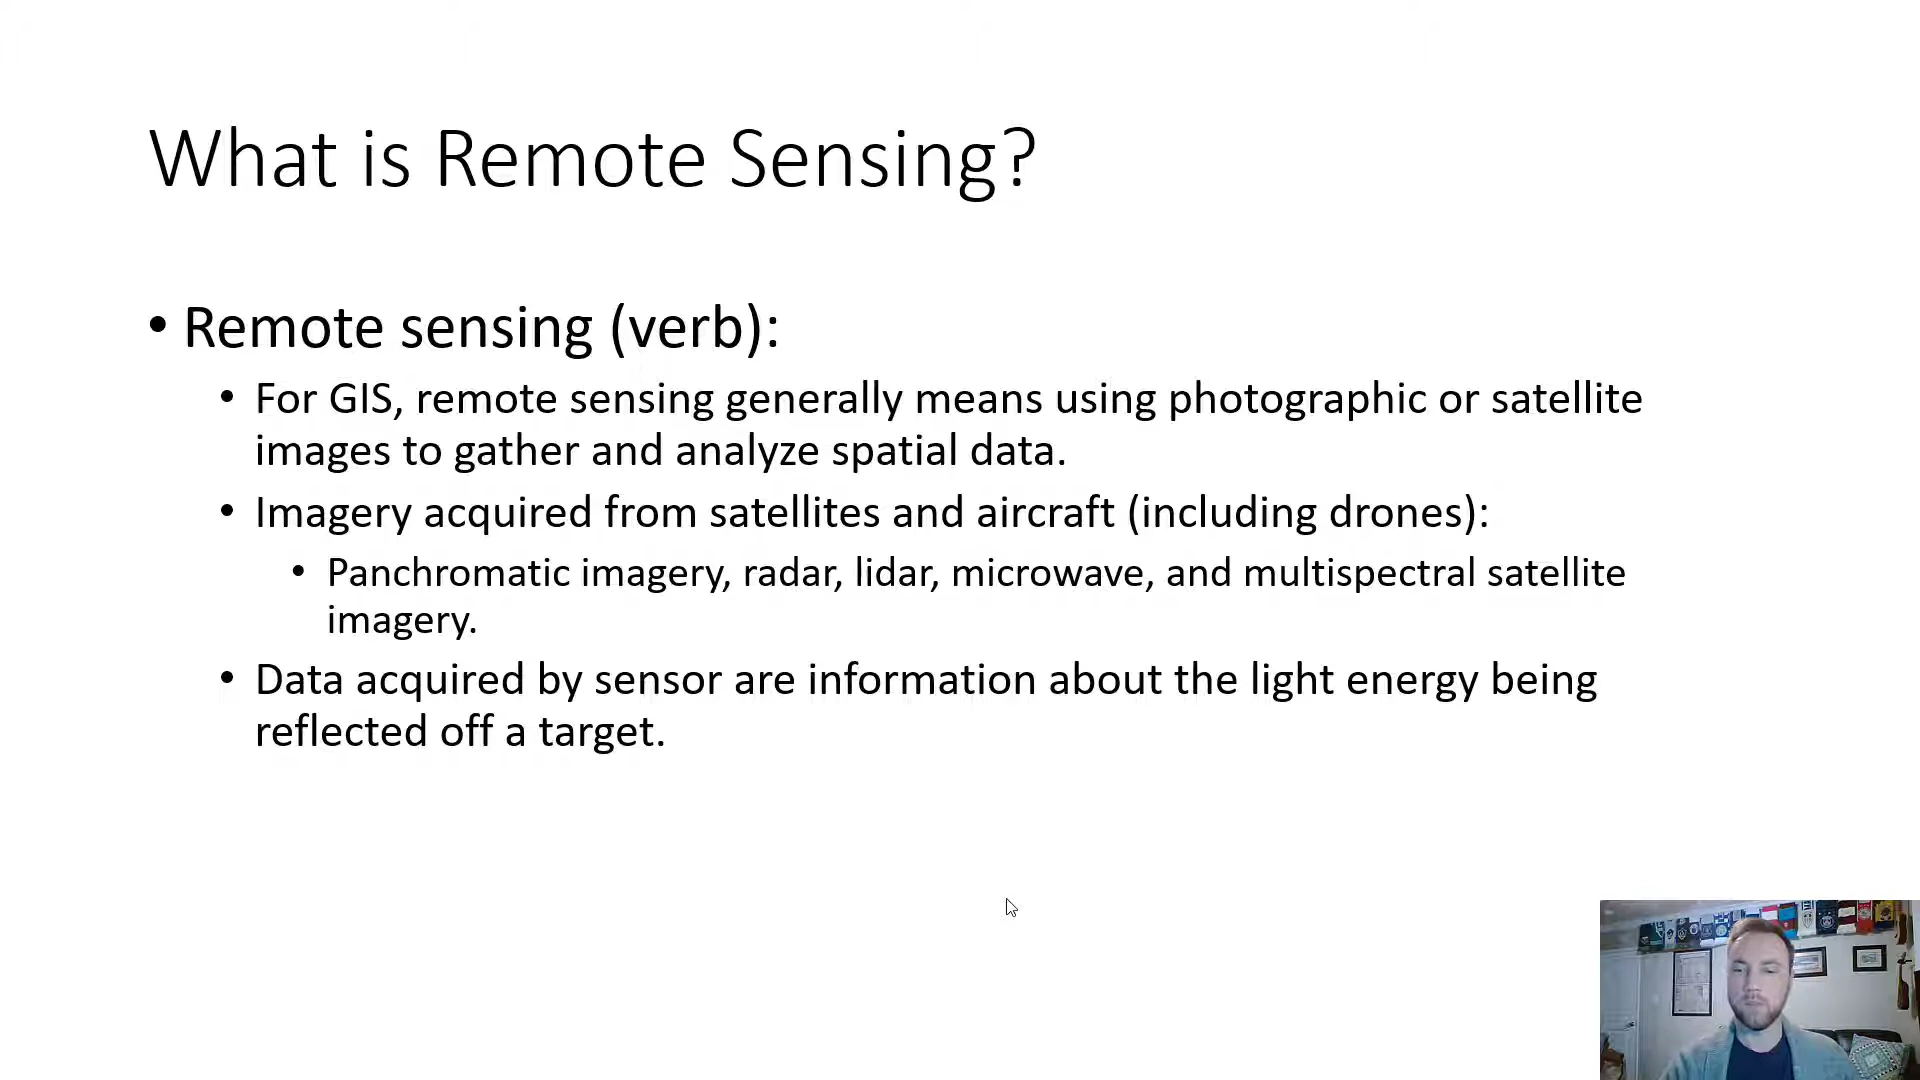 What is Remote Sensing?
• Remote sensing (verb):
• For GIS, remote sensing generally means using photographic or satellite
images to gather and analyze spatial data.
• Imagery acquired from satellites and aircraft (including drones):
• Panchromatic imagery, radar, lidar, microwave, and multispectral satellite
imagery.
• Data acquired by sensor are information about the light energy being
reflected off a target.